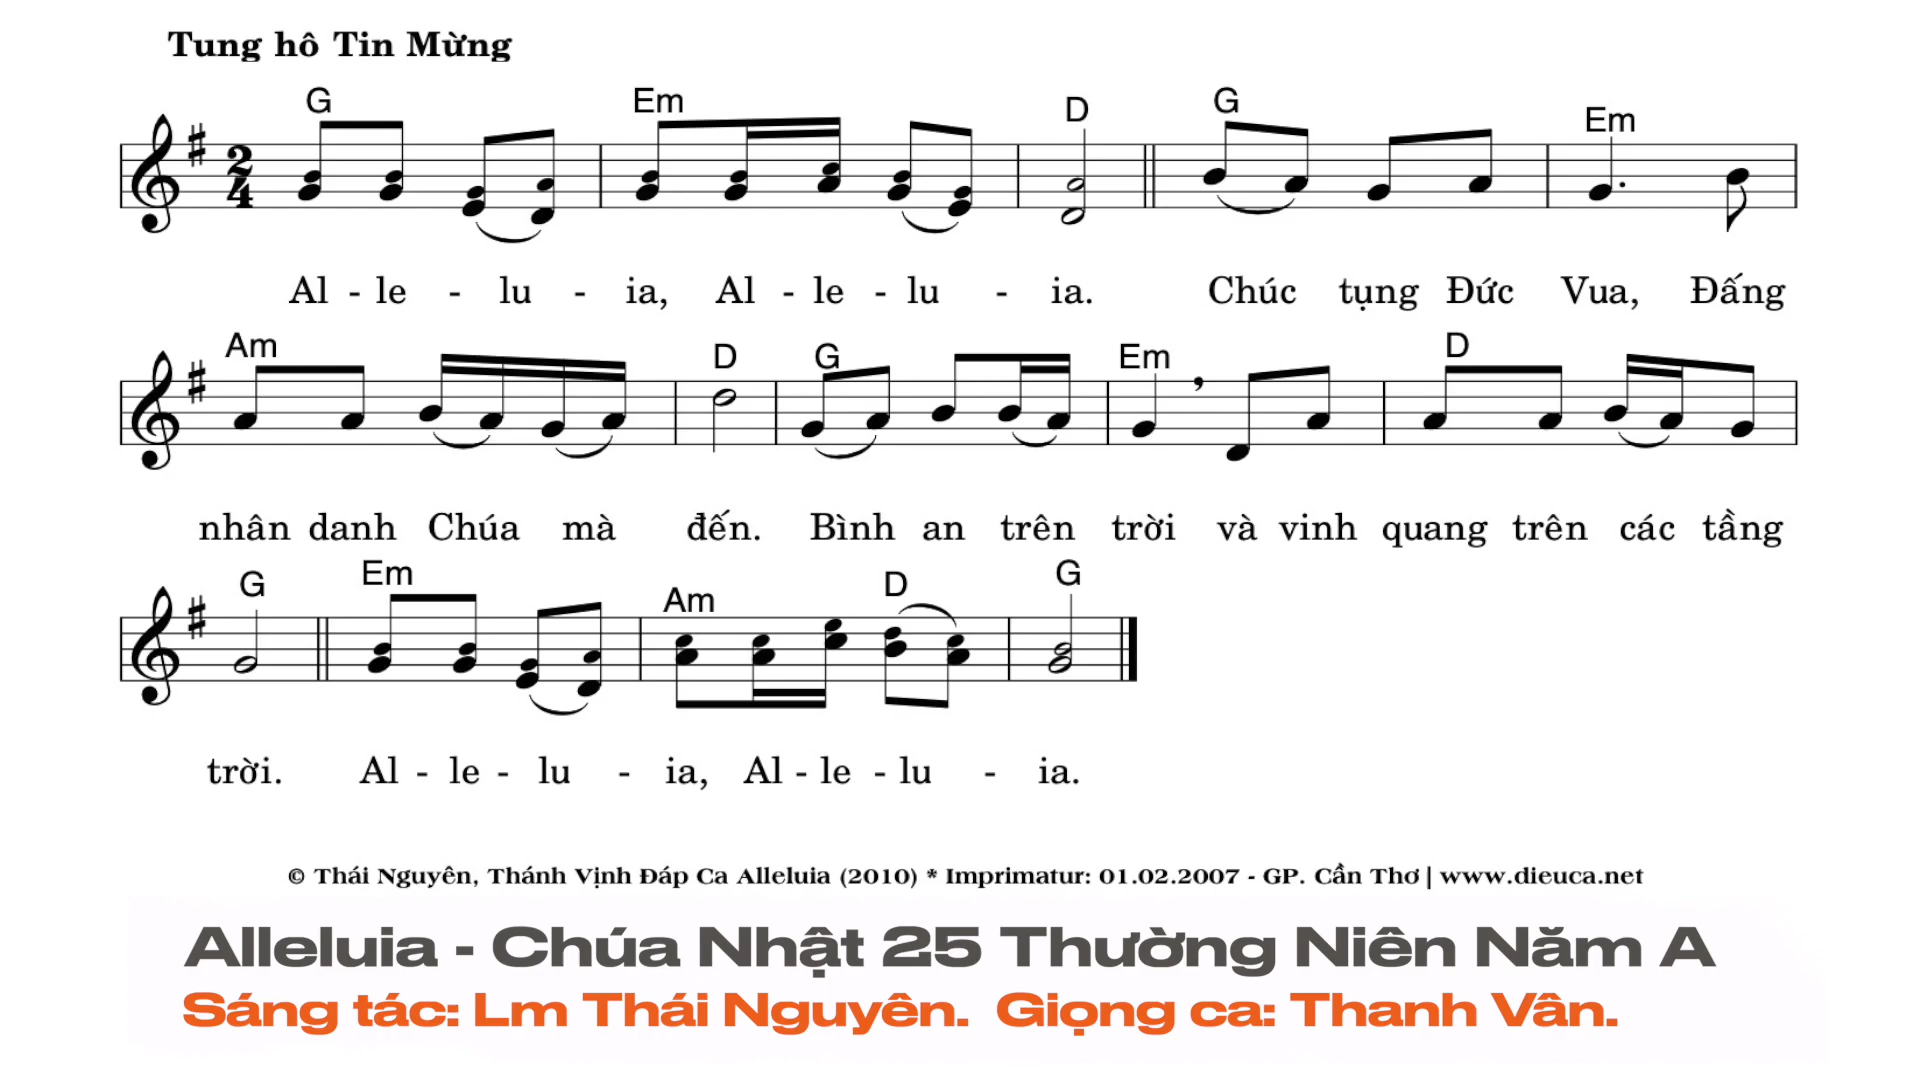 Tung hô Tin Mừng
G Em D G Em
2
4
Al - le - lu - ia, Al - le - lu - ia. Chúc tụng Đức Vua, Đấng
Am D G Em D
nhân danh Chúa mà đến. Bình an trên trời và vinh quang trên các tầng
G Em Am D G
trời. Al - le - lu - ia, Al - le - lu - ia.
© Thái Nguyên, Thánh Vịnh Đáp Ca Alleluia (2010) * Imprimatur: 01.02.2007 - GP. Cần Thơ | www.dieuca.net
Alleluia - Chúa Nhật 25 Thường Niên Năm A
Sáng tác: Lm Thái Nguyên. Giọng ca: Thanh Vân.